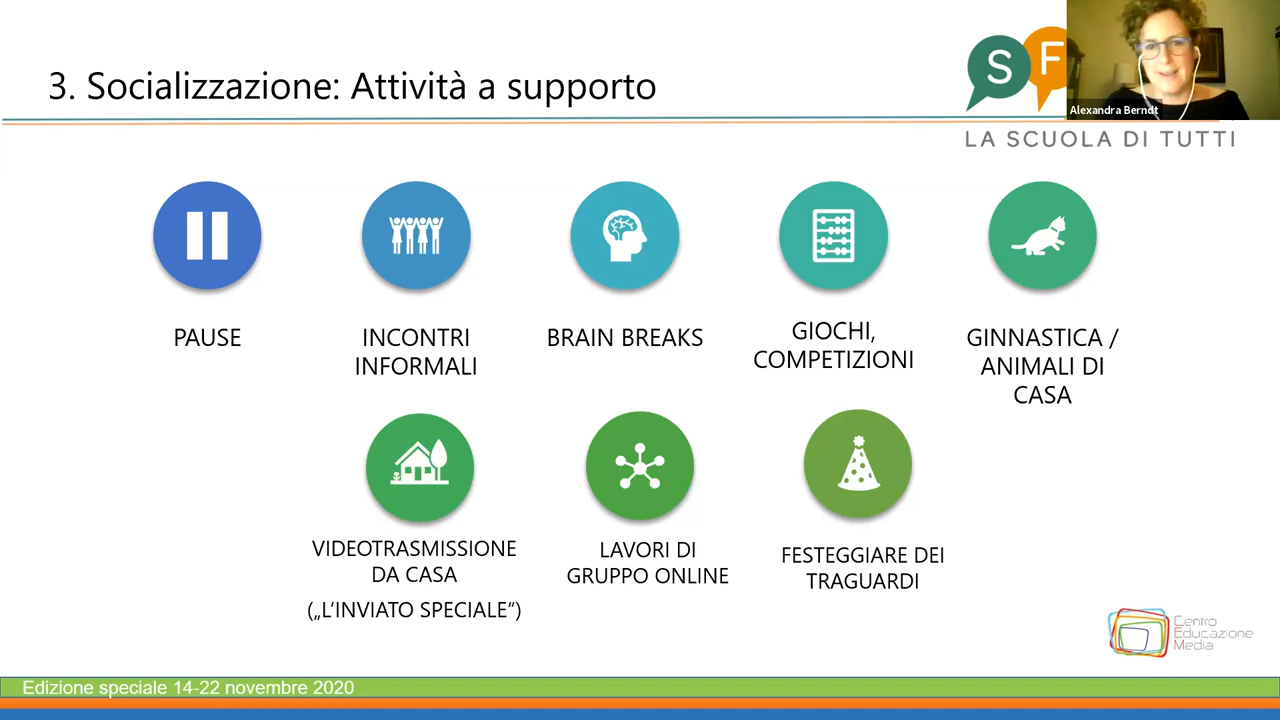 3. Socializzazione: Attività a supporto
S F
Alexandra Berndt
LA SCUOLA DI TUTTI
PAUSE
INCONTRI
INFORMALI
BRAIN BREAKS
GIOCHI,
COMPETIZIONI
GINNASTICA /
ANIMALI DI
CASA
VIDEOTRASMISSIONE
DA CASA
(„L‘INVIATO SPECIALE“)
LAVORI DI
GRUPPO ONLINE
FESTEGGIARE DEI
TRAGUARDI
Centro
Educazione
Media
Edizione speciale 14-22 novembre 2020